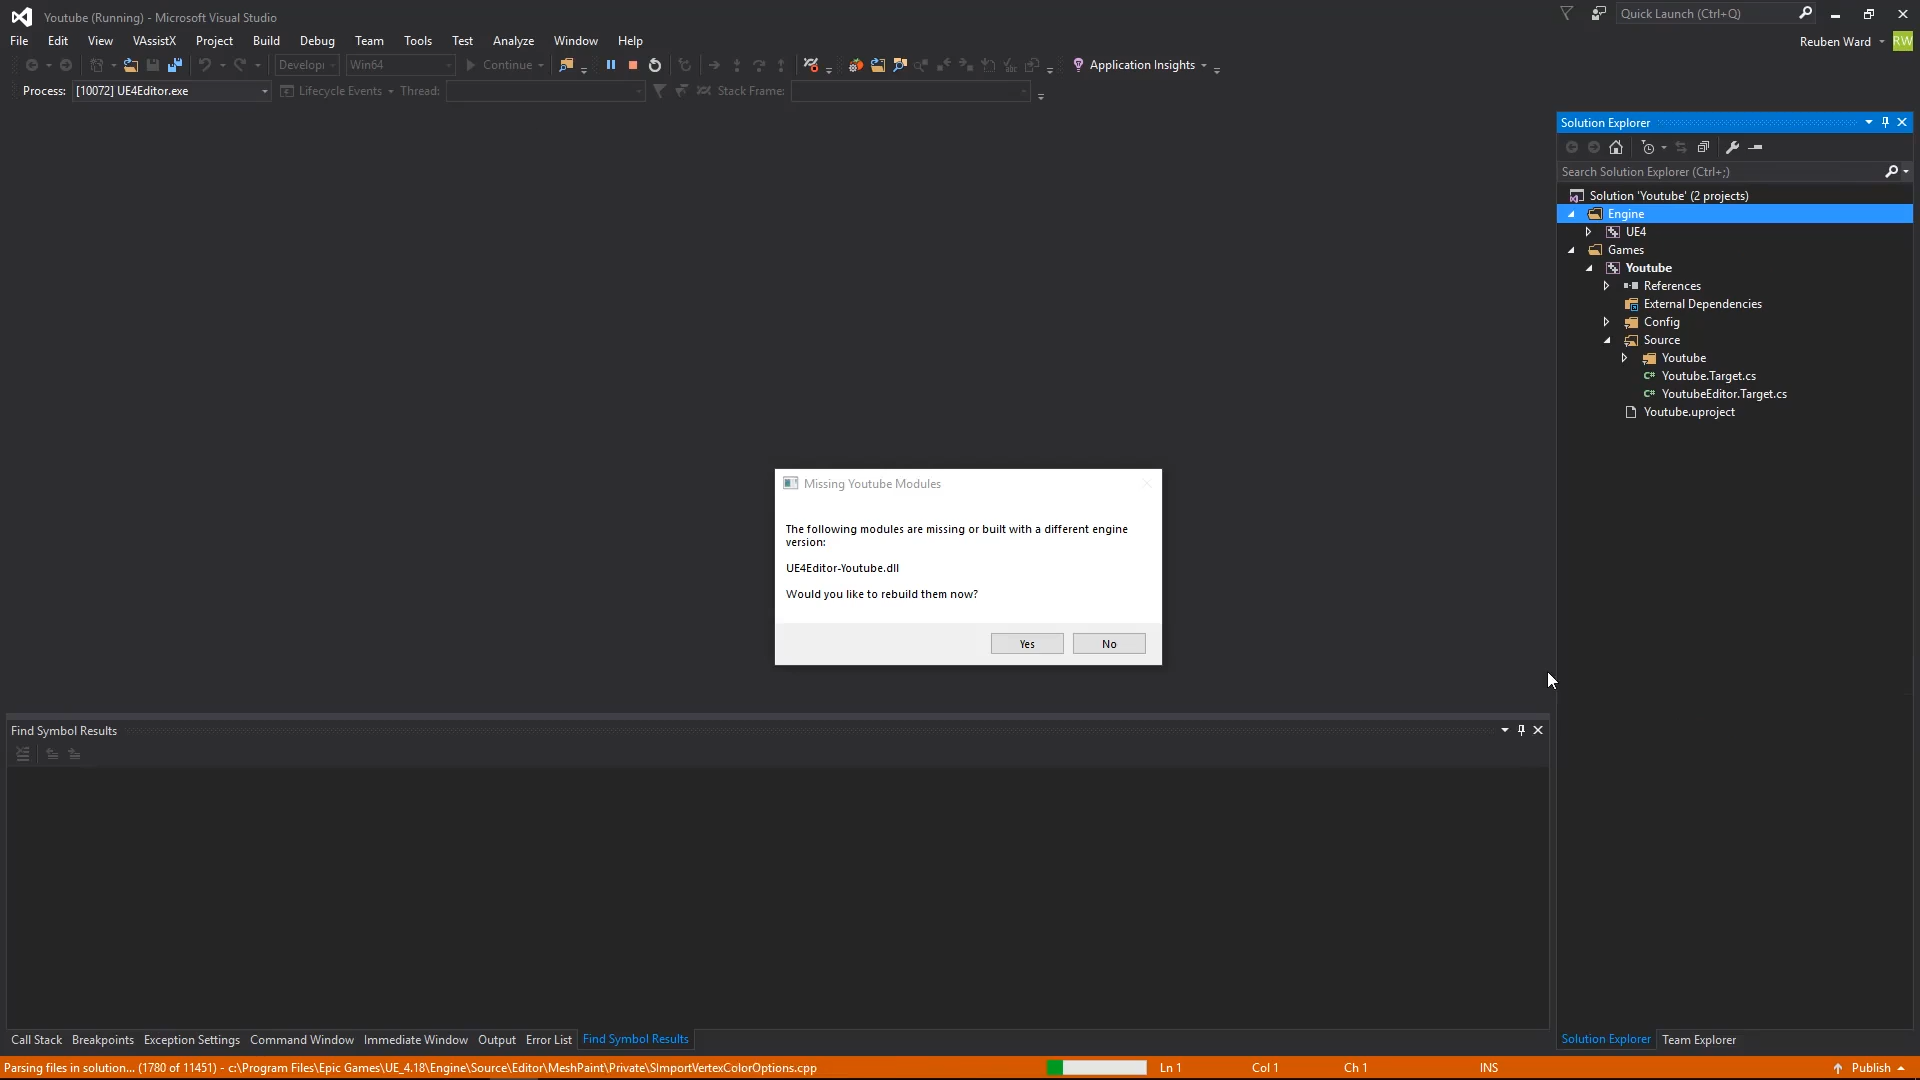 Youtube (Running) - Microsoft Visual Studio
Quick Launch (Ctrl+Q)
File Edit View VAssistX Project Build Debug Team Tools Test Analyze Window Help
Reuben Ward RW
Developi Win64 Continue Application Insights
Process: [10072] UE4Editor.exe Lifecycle Events Thread: Stack Frame:
Solution Explorer
Search Solution Explorer (Ctrl+;)
Solution 'Youtube' (2 projects)
Engine
UE4
Games
Youtube
References
External Dependencies
Config
Source
Youtube
C# Youtube.Target.cs
C# YoutubeEditor.Target.cs
Youtube.uproject
Missing Youtube Modules
The following modules are missing or built with a different engine
version:
UE4Editor-Youtube.dll
Would you like to rebuild them now?
Yes No
Find Symbol Results
Call Stack Breakpoints Exception Settings Command Window Immediate Window Output Error List Find Symbol Results
Solution Explorer Team Explorer
Parsing files in solution... (1780 of 11451) - c:\Program Files\Epic Games\UE_4.18\Engine\Source\Editor\MeshPaint\Private\SImportVertexColorOptions.cpp Ln 1 Col 1 Ch 1 INS Publish